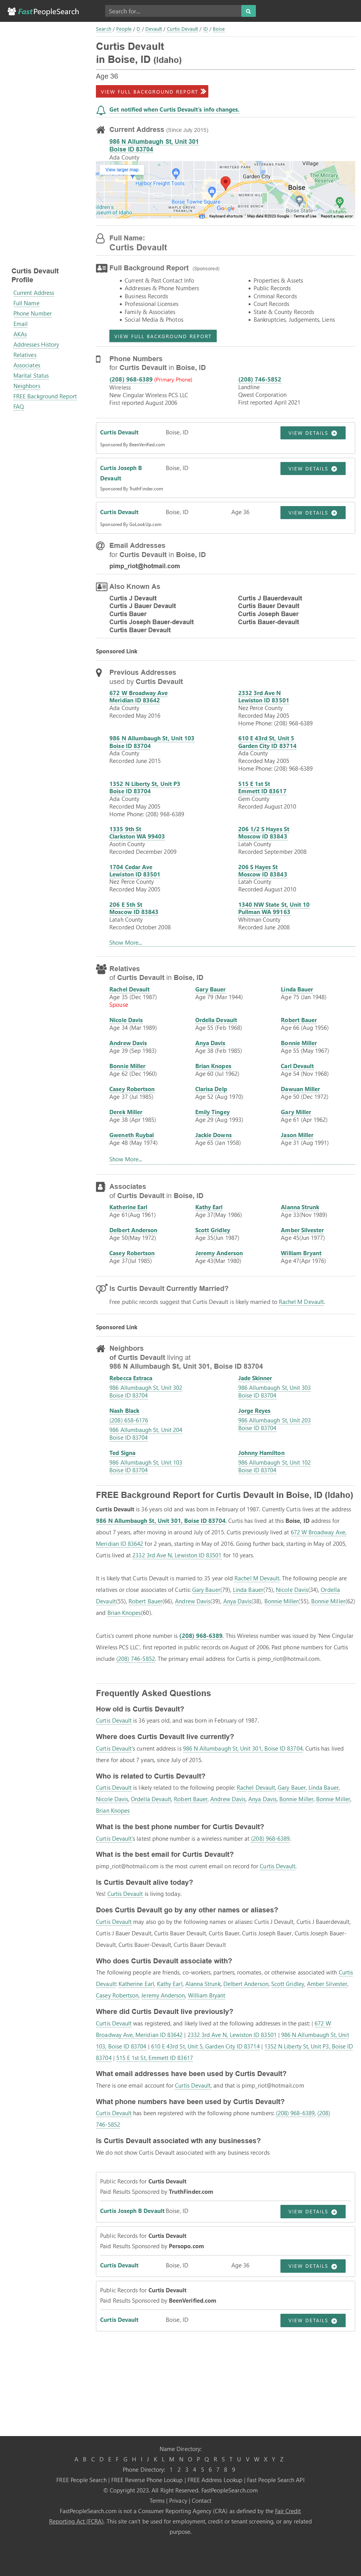 FastPeopleSearch
Search for...
Search / People / D / Devault / Curtis Devault / ID / Boise
Curtis Devault
in Boise, ID (Idaho)
Age 36
VIEW FULL BACKGROUND REPORT
Get notified when Curtis Devault's info changes.
Curtis Devault
Profile
Current Address
Full Name
Phone Number
Email
AKAs
Addresses History
Relatives
Associates
Marital Status
Neighbors
FREE Background Report
FAQ
Current Address (Since July 2015)
986 N Allumbaugh St, Unit 301
Boise ID 83704
Ada County
View larger map
Full Name:
Curtis Devault
Full Background Report (Sponsored)
Current & Past Contact Info
Addresses & Phone Numbers
Business Records
Professional Licenses
Family & Associates
Social Media & Photos
Properties & Assets
Public Records
Criminal Records
Court Records
State & County Records
Bankruptcies, Judgements, Liens
VIEW FULL BACKGROUND REPORT
Phone Numbers
for Curtis Devault in Boise, ID
(208) 968-6389 (Primary Phone)
Wireless
New Cingular Wireless PCS LLC
First reported August 2006
(208) 746-5852
Landline
Qwest Corporation
First reported April 2021
Curtis Devault Boise, ID VIEW DETAILS
Sponsored By BeenVerified.com
Curtis Joseph B Devault Boise, ID VIEW DETAILS
Sponsored By TruthFinder.com
Curtis Devault Boise, ID Age 36 VIEW DETAILS
Sponsored By GoLookUp.com
Email Addresses
for Curtis Devault in Boise, ID
pimp_riot@hotmail.com
Also Known As
Curtis J Devault
Curtis J Bauer Devault
Curtis Bauer
Curtis Joseph Bauer-devault
Curtis Bauer Devault
Curtis J Bauerdevault
Curtis Bauer Devault
Curtis Joseph Bauer
Curtis Bauer-devault
Sponsored Link
Previous Addresses
used by Curtis Devault
672 W Broadway Ave
Meridian ID 83642
Ada County
Recorded May 2016
2332 3rd Ave N
Lewiston ID 83501
Nez Perce County
Recorded May 2005
Home Phone: (208) 968-6389
986 N Allumbaugh St, Unit 103
Boise ID 83704
Ada County
Recorded June 2015
610 E 43rd St, Unit 5
Garden City ID 83714
Ada County
Recorded May 2005
Home Phone: (208) 968-6389
1352 N Liberty St, Unit P3
Boise ID 83704
Ada County
Recorded May 2005
Home Phone: (208) 968-6389
515 E 1st St
Emmett ID 83617
Gem County
Recorded August 2010
1335 9th St
Clarkston WA 99403
Asotin County
Recorded December 2009
206 1/2 S Hayes St
Moscow ID 83843
Latah County
Recorded September 2008
1704 Cedar Ave
Lewiston ID 83501
Nez Perce County
Recorded May 2005
206 S Hayes St
Moscow ID 83843
Latah County
Recorded August 2010
206 E 5th St
Moscow ID 83843
Latah County
Recorded October 2008
1340 NW State St, Unit 10
Pullman WA 99163
Whitman County
Recorded June 2008
Show More...
Relatives
of Curtis Devault in Boise, ID
Rachel Devault
Age 35 (Dec 1987)
Spouse
Gary Bauer
Age 79 (Mar 1944)
Linda Bauer
Age 75 (Jan 1948)
Nicole Davis
Age 34 (Mar 1989)
Ordella Devault
Age 55 (Feb 1968)
Robert Bauer
Age 66 (Aug 1956)
Andrew Davis
Age 39 (Sep 1983)
Anya Davis
Age 38 (Feb 1985)
Bonnie Miller
Age 55 (May 1967)
Bonnie Miller
Age 62 (Dec 1960)
Brian Knopes
Age 60 (Jul 1962)
Carl Devault
Age 54 (Nov 1968)
Casey Robertson
Age 37 (Jul 1985)
Clarisa Delp
Age 52 (Aug 1970)
Dawuan Miller
Age 50 (Dec 1972)
Derek Miller
Age 38 (Apr 1985)
Emily Tingey
Age 29 (Aug 1993)
Gary Miller
Age 61 (Apr 1962)
Gweneth Ruybal
Age 48 (May 1974)
Jackie Downs
Age 65 (Jan 1958)
Jason Miller
Age 31 (Aug 1991)
Show More...
Associates
of Curtis Devault in Boise, ID
Katherine Earl
Age 61(Aug 1961)
Kathy Earl
Age 37(May 1986)
Alanna Strunk
Age 33(Nov 1989)
Delbert Anderson
Age 50(May 1972)
Scott Gridley
Age 35(Jun 1987)
Amber Silvester
Age 45(Jun 1977)
Casey Robertson
Age 37(Jul 1985)
Jeremy Anderson
Age 43(Mar 1980)
William Bryant
Age 47(Apr 1976)
Is Curtis Devault Currently Married?
Free public records suggest that Curtis Devault is likely married to Rachel M Devault.
Sponsored Link
Neighbors
of Curtis Devault living at
986 N Allumbaugh St, Unit 301, Boise ID 83704
Rebecca Estraca
986 Allumbaugh St, Unit 302
Boise ID 83704
Jade Skinner
986 Allumbaugh St, Unit 303
Boise ID 83704
Nash Black
(208) 658-6176
986 Allumbaugh St, Unit 204
Boise ID 83704
Jorge Reyes
986 Allumbaugh St, Unit 203
Boise ID 83704
Ted Signa
986 Allumbaugh St, Unit 103
Boise ID 83704
Johnny Hamilton
986 Allumbaugh St, Unit 102
Boise ID 83704
FREE Background Report for Curtis Devault in Boise, ID (Idaho)
Curtis Devault is 36 years old and was born in February of 1987. Currently Curtis lives at the address
986 N Allumbaugh St, Unit 301, Boise ID 83704. Curtis has lived at this Boise, ID address for
about 7 years, after moving in around July of 2015. Curtis previously lived at 672 W Broadway Ave,
Meridian ID 83642 for 2 years, starting in May of 2016. Going further back, starting in May of 2005,
Curtis lived at 2332 3rd Ave N, Lewiston ID 83501 for 10 years.
It is likely that Curtis Devault is married to 35 year old Rachel M Devault. The following people are
relatives or close associates of Curtis: Gary Bauer(79), Linda Bauer(75), Nicole Davis(34), Ordella
Devault(55), Robert Bauer(66), Andrew Davis(39), Anya Davis(38), Bonnie Miller(55), Bonnie Miller(62)
and Brian Knopes(60).
Curtis's current phone number is (208) 968-6389. This Wireless number was issued by 'New Cingular
Wireless PCS LLC', first reported in public records on August of 2006. Past phone numbers for Curtis
include (208) 746-5852. The primary email address for Curtis is pimp_riot@hotmail.com.
Frequently Asked Questions
How old is Curtis Devault?
Curtis Devault is 36 years old, and was born in February of 1987.
Where does Curtis Devault live currently?
Curtis Devault's current address is 986 N Allumbaugh St, Unit 301, Boise ID 83704. Curtis has lived
there for about 7 years, since July of 2015.
Who is related to Curtis Devault?
Curtis Devault is likely related to the following people: Rachel Devault, Gary Bauer, Linda Bauer,
Nicole Davis, Ordella Devault, Robert Bauer, Andrew Davis, Anya Davis, Bonnie Miller, Bonnie Miller,
Brian Knopes
What is the best phone number for Curtis Devault?
Curtis Devault's latest phone number is a wireless number at (208) 968-6389.
What is the best email for Curtis Devault?
pimp_riot@hotmail.com is the most current email on record for Curtis Devault.
Is Curtis Devault alive today?
Yes! Curtis Devault is living today.
Does Curtis Devault go by any other names or aliases?
Curtis Devault may also go by the following names or aliases: Curtis J Devault, Curtis J Bauerdevault,
Curtis J Bauer Devault, Curtis Bauer Devault, Curtis Bauer, Curtis Joseph Bauer, Curtis Joseph Bauer-
Devault, Curtis Bauer-Devault, Curtis Bauer Devault
Who does Curtis Devault associate with?
The following people are friends, co-workers, partners, roomates, or otherwise associated with Curtis
Devault: Katherine Earl, Kathy Earl, Alanna Strunk, Delbert Anderson, Scott Gridley, Amber Silvester,
Casey Robertson, Jeremy Anderson, William Bryant
Where did Curtis Devault live previously?
Curtis Devault was registered, and likely lived at the following addresses in the past: | 672 W
Broadway Ave, Meridian ID 83642 | 2332 3rd Ave N, Lewiston ID 83501 | 986 N Allumbaugh St, Unit
103, Boise ID 83704 | 610 E 43rd St, Unit 5, Garden City ID 83714 | 1352 N Liberty St, Unit P3, Boise ID
83704 | 515 E 1st St, Emmett ID 83617
What email addresses have been used by Curtis Devault?
There is one email account for Curtis Devault, and that is pimp_riot@hotmail.com
What phone numbers have been used by Curtis Devault?
Curtis Devault has been registered with the following phone numbers: (208) 968-6389, (208)
746-5852
Is Curtis Devault associated wth any businesses?
We do not show Curtis Devault associated with any business records
Public Records for Curtis Devault
Paid Results Sponsored by TruthFinder.com
Curtis Joseph B Devault Boise, ID VIEW DETAILS
Public Records for Curtis Devault
Paid Results Sponsored by Persopo.com
Curtis Devault Boise, ID Age 36 VIEW DETAILS
Public Records for Curtis Devault
Paid Results Sponsored by BeenVerified.com
Curtis Devault Boise, ID VIEW DETAILS
Name Directory:
A B C D E F G H I J K L M N O P Q R S T U V W X Y Z
Phone Directory: 1 2 3 4 5 6 7 8 9
FREE People Search | FREE Reverse Phone Lookup | FREE Address Lookup | Fast People Search API
© Copyright 2023. All Right Reserved. FastPeopleSearch.com
Terms | Privacy | Contact
FastPeopleSearch.com is not a Consumer Reporting Agency (CRA) as defined by the Fair Credit
Reporting Act (FCRA). This site can't be used for employment, credit or tenant screening, or any related
purpose.